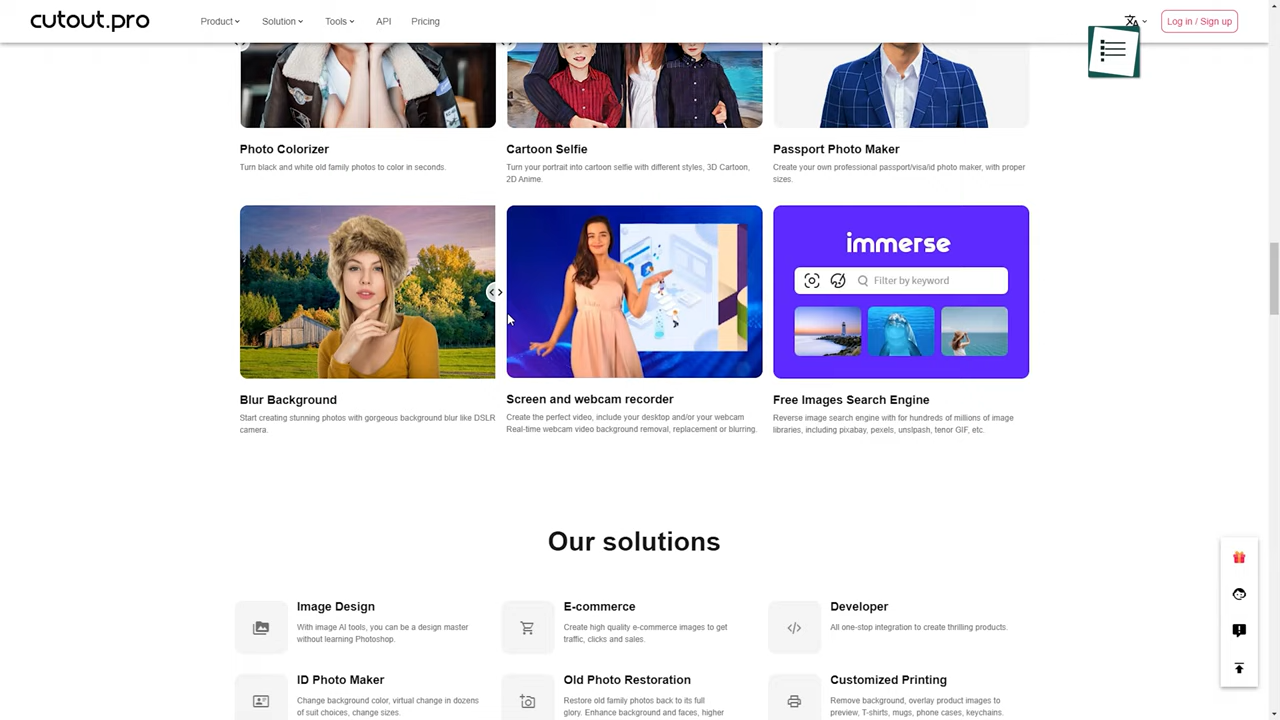 cutout.pro
Product
Solution
Tools
API
Pricing
Log in / Sign up
Photo Colorizer
Turn black and white old family photos to color in seconds.
Cartoon Selfie
Turn your portrait into cartoon selfie with different styles, 3D Cartoon,
2D Anime.
Passport Photo Maker
Create your own professional passport/visa/id photo maker, with proper
sizes.
immerse
Filter by keyword
Blur Background
Start creating stunning photos with gorgeous background blur like DSLR
camera.
Screen and webcam recorder
Create the perfect video, include your desktop and/or your webcam
Real-time webcam video background removal, replacement or blurring.
Free Images Search Engine
Reverse image search engine with for hundreds of millions of image
libraries, including pixabay, pexels, unslpash, tenor GIF, etc.
Our solutions
Image Design
With image AI tools, you can be a design master
without learning Photoshop.
E-commerce
Create high quality e-commerce images to get
traffic, clicks and sales.
Developer
All one-stop integration to create thrilling products.
ID Photo Maker
Change background color, virtual change in dozens
of suit choices, change sizes.
Old Photo Restoration
Restore old family photos back to its full
glory. Enhance background and faces, higher
Customized Printing
Remove background, overlay product images to
preview, T-shirts, mugs, phone cases, keychains.